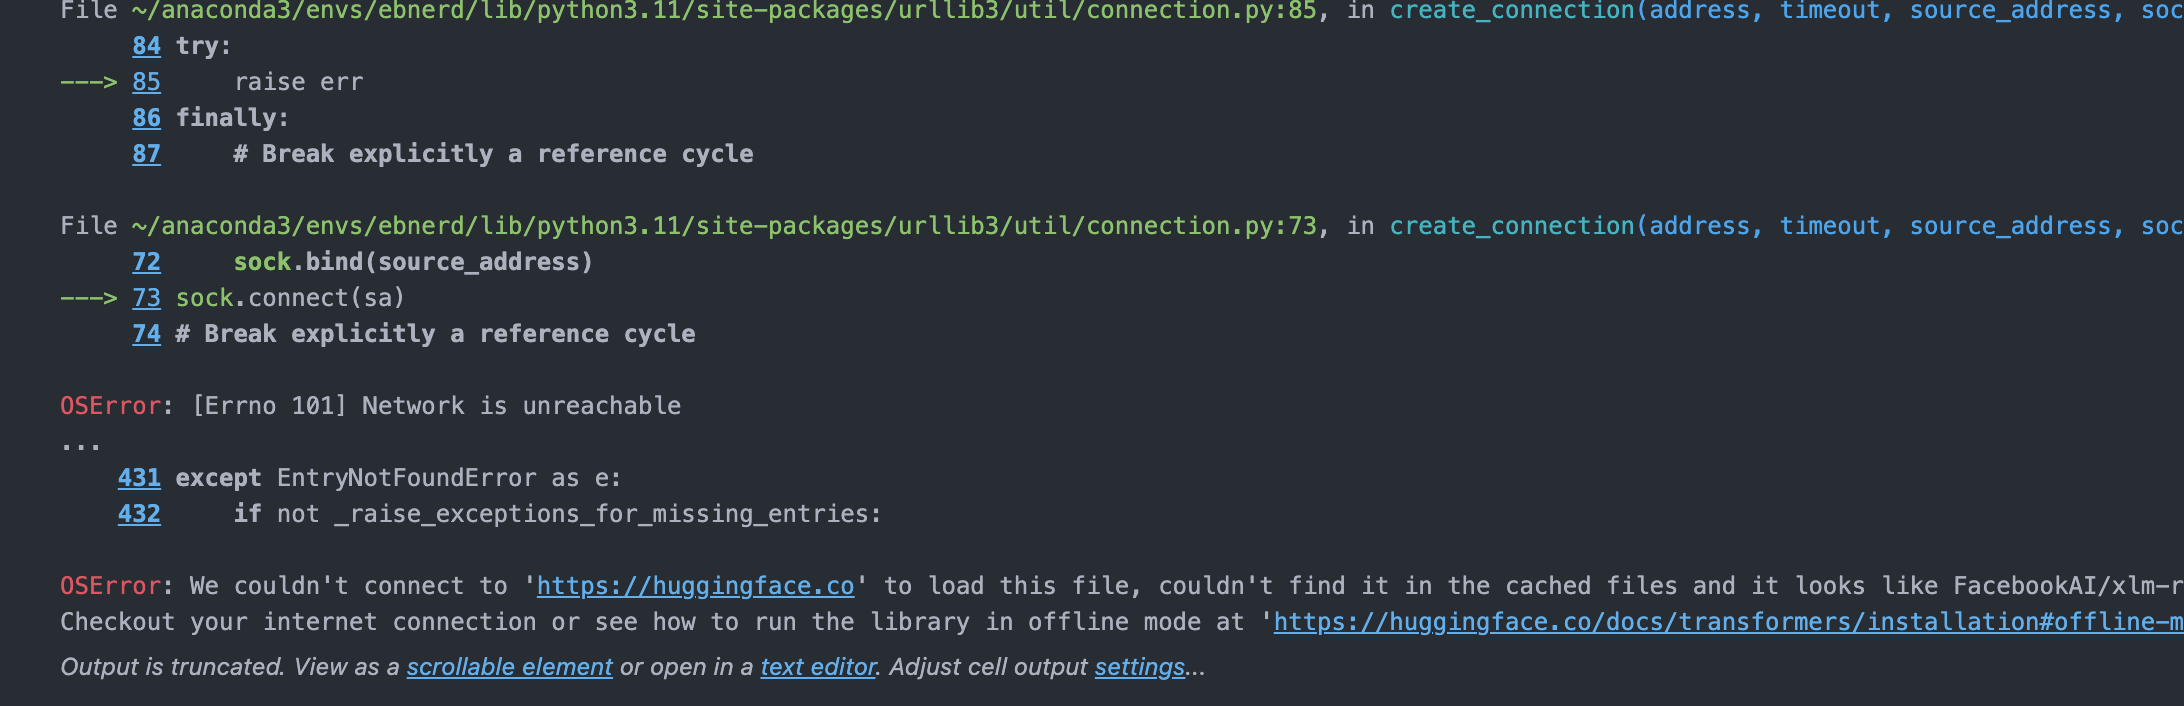 File ~/anaconda3/envs/ebnerd/lib/python3.11/site-packages/urllib3/util/connection.py:85, in create_connection(address, timeout, source_address, soc
84 try:
---> 85 raise err
86 finally:
87 # Break explicitly a reference cycle
File ~/anaconda3/envs/ebnerd/lib/python3.11/site-packages/urllib3/util/connection.py:73, in create_connection(address, timeout, source_address, soc
72 sock.bind(source_address)
---> 73 sock.connect(sa)
74 # Break explicitly a reference cycle
OSError: [Errno 101] Network is unreachable
...
431 except EntryNotFoundError as e:
432 if not _raise_exceptions_for_missing_entries:
OSError: We couldn't connect to 'https://huggingface.co' to load this file, couldn't find it in the cached files and it looks like FacebookAI/xlm-r
Checkout your internet connection or see how to run the library in offline mode at 'https://huggingface.co/docs/transformers/installation#offline-m
Output is truncated. View as a scrollable element or open in a text editor. Adjust cell output settings...